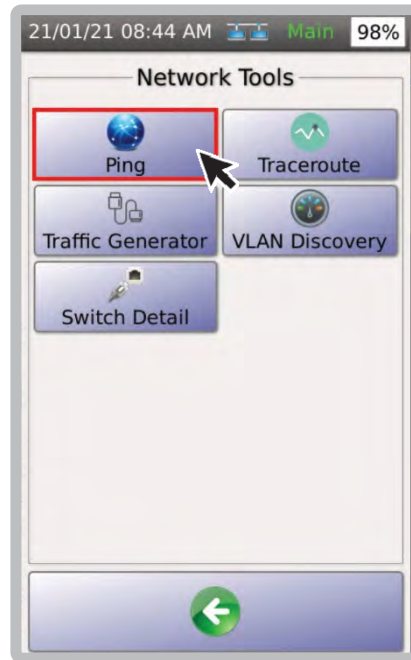 21/01/21 08:44 AM Main 98%
Network Tools
Ping Traceroute
Traffic Generator VLAN Discovery
Switch Detail